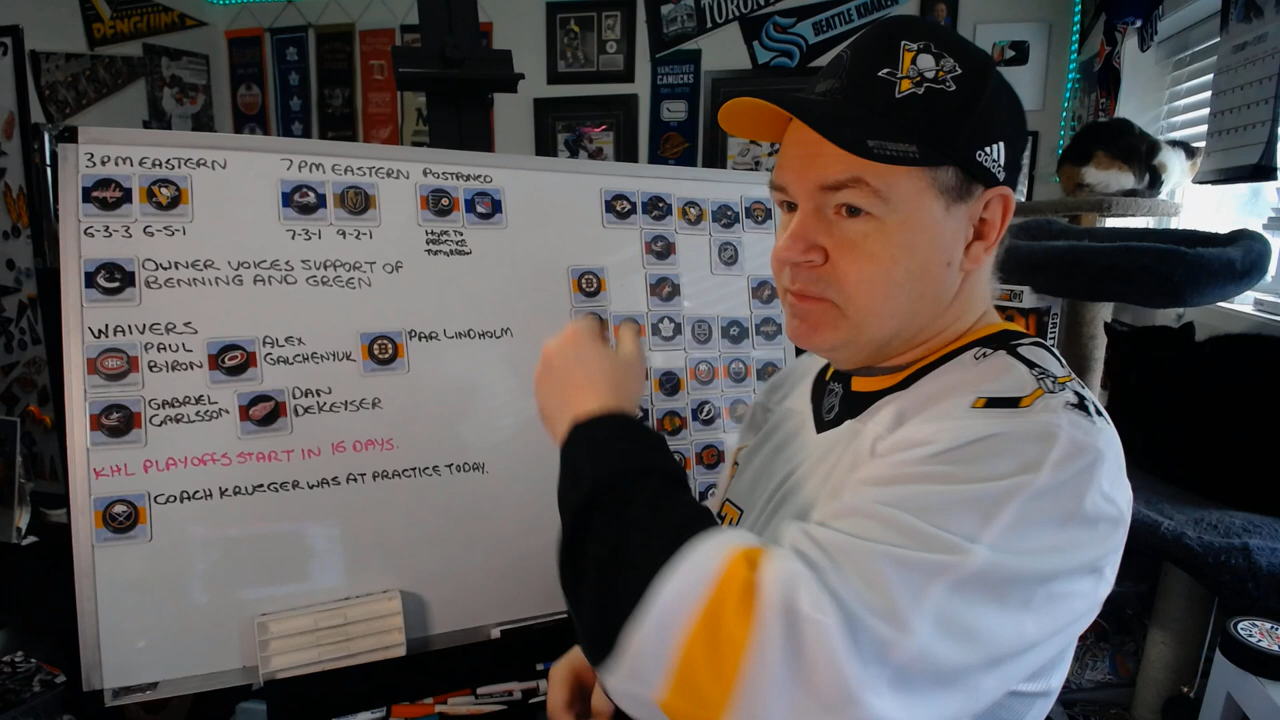 PENGUINS
TORONTO
SEATTLE KRAKEN
VANCOUVER
CANUCKS
3PM EASTERN
7PM EASTERN
POSTPONED
6-3-3 6-5-1
7-3-1 9-2-1
HOPE TO
PRACTICE
TOMORROW
OWNER VOICES SUPPORT OF
BENNING AND GREEN
WAIVERS
PAUL
BYRON
ALEX
GALCHENYUK
PAR LINDHOLM
GABRIEL
CARLSSON
DAN
DEKEYSER
KHL PLAYOFFS START IN 16 DAYS.
COACH KRUEGER WAS AT PRACTICE TODAY.
PITTSBURGH
PENGUINS
adidas
NHL